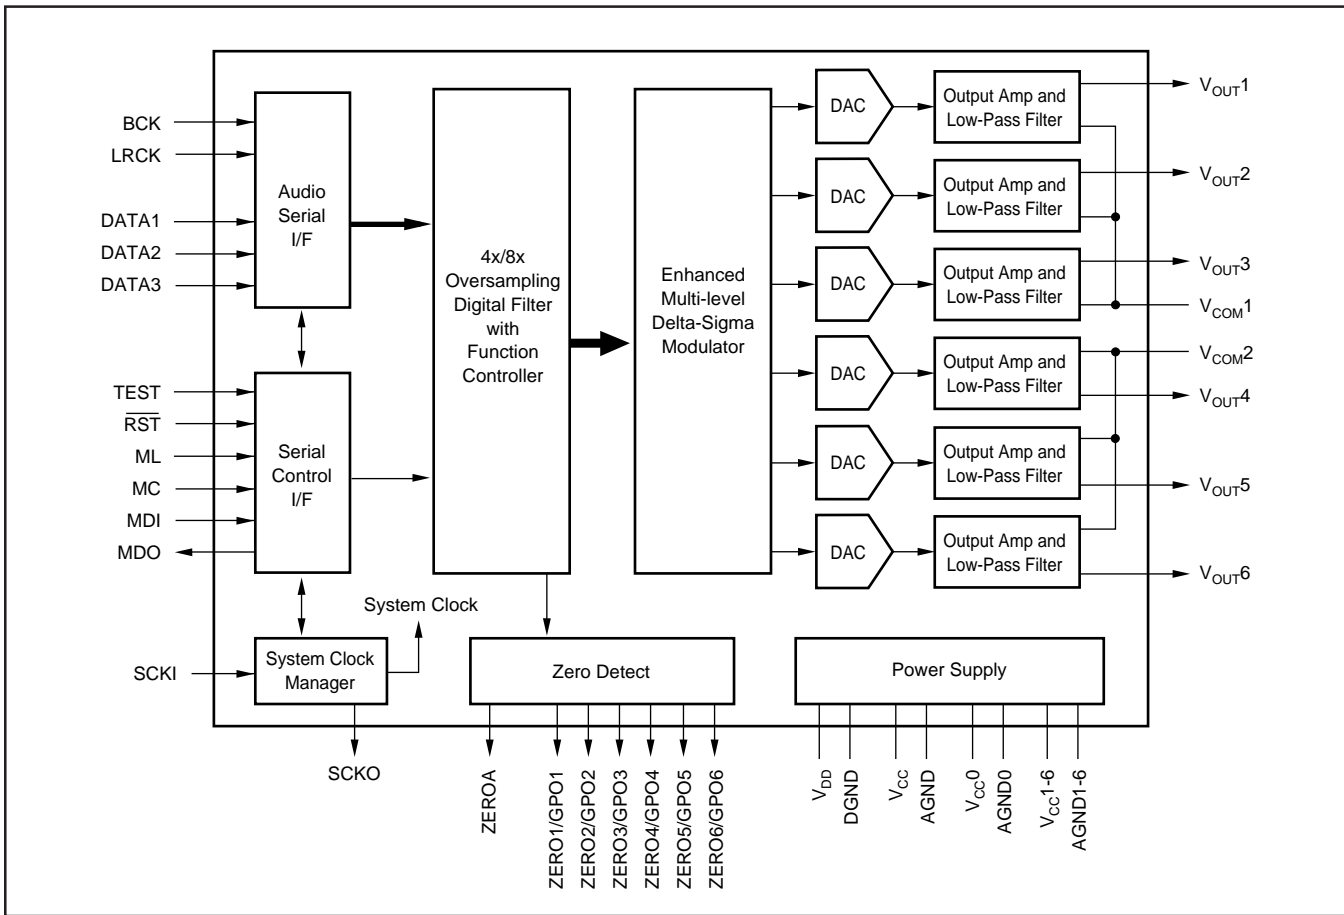 BCK
LRCK
DATA1
DATA2
DATA3
TEST
RST
ML
MC
MDI
MDO
SCKI
Audio
Serial
I/F
Serial
Control
I/F
System Clock
Manager
System Clock
SCKO
4x/8x
Oversampling
Digital Filter
with
Function
Controller
Enhanced
Multi-level
Delta-Sigma
Modulator
DAC
Output Amp and
Low-Pass Filter
DAC
Output Amp and
Low-Pass Filter
DAC
Output Amp and
Low-Pass Filter
DAC
Output Amp and
Low-Pass Filter
DAC
Output Amp and
Low-Pass Filter
DAC
Output Amp and
Low-Pass Filter
VOUT1
VOUT2
VOUT3
VCOM1
VCOM2
VOUT4
VOUT5
VOUT6
Zero Detect
ZEROA
ZERO1/GPO1
ZERO2/GPO2
ZERO3/GPO3
ZERO4/GPO4
ZERO5/GPO5
ZERO6/GPO6
Power Supply
VDD
DGND
VCC
AGND
VCC0
AGND0
VCC1-6
AGND1-6